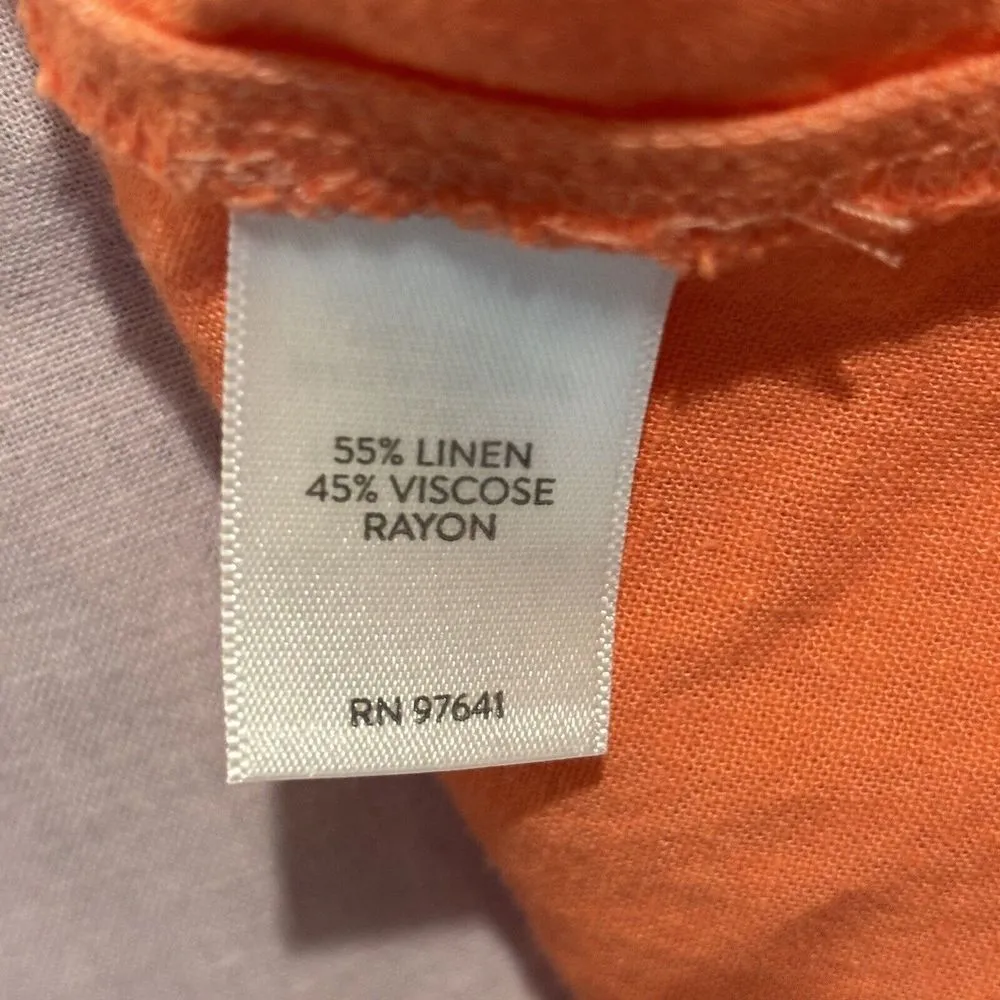 55% LINEN
45% VISCOSE
RAYON
RN 97641